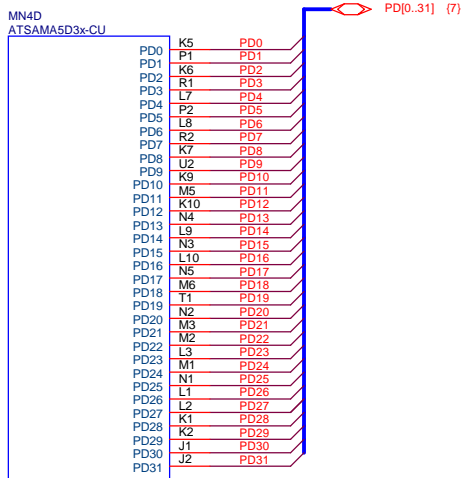 MN4D
PD[0..31] {7}
ATSAMA5D3x-CU
PD0 K5 PD0
PD1 P1 PD1
PD2 K6 PD2
PD3 R1 PD3
PD4 L7 PD4
PD5 P2 PD5
PD6 L8 PD6
PD7 R2 PD7
PD8 K7 PD8
PD9 U2 PD9
PD10 K9 PD10
PD11 M5 PD11
PD12 K10 PD12
PD13 N4 PD13
PD14 L9 PD14
PD15 N3 PD15
PD16 L10 PD16
PD17 N5 PD17
PD18 M6 PD18
PD19 T1 PD19
PD20 N2 PD20
PD21 M3 PD21
PD22 M2 PD22
PD23 L3 PD23
PD24 M1 PD24
PD25 N1 PD25
PD26 L1 PD26
PD27 L2 PD27
PD28 K1 PD28
PD29 K2 PD29
PD30 J1 PD30
PD31 J2 PD31